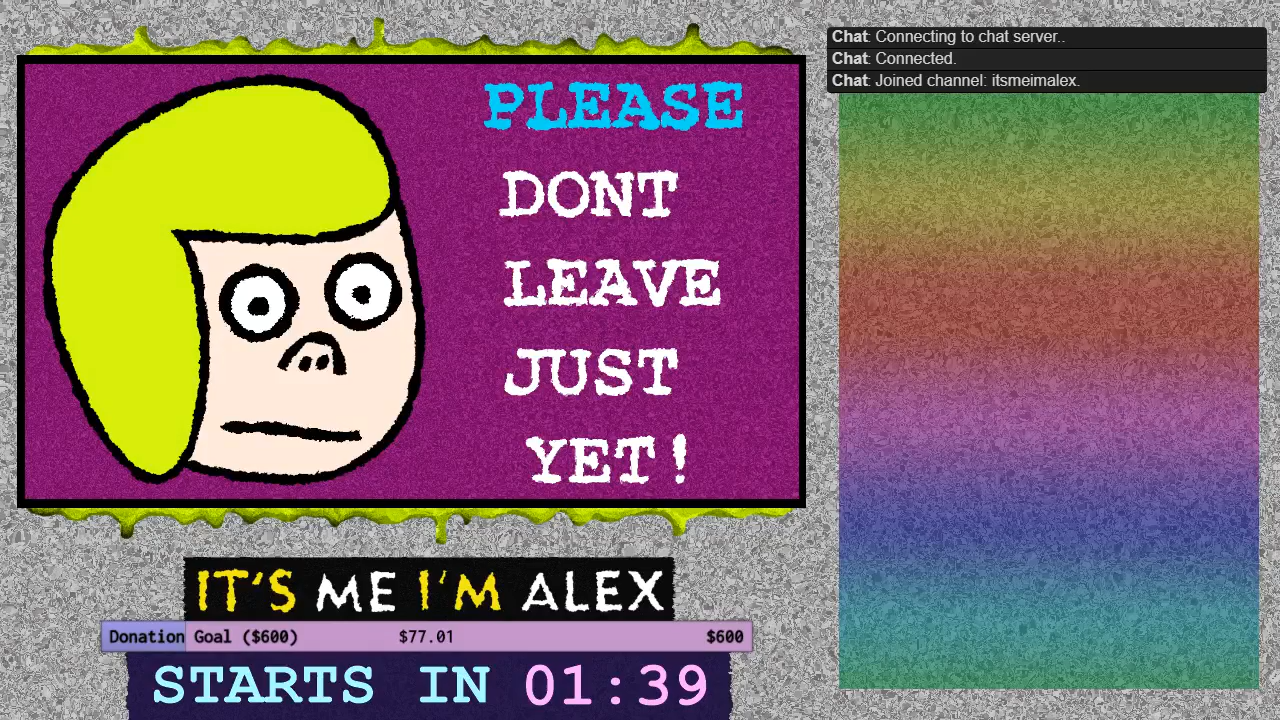 PLEASE
DONT
LEAVE
JUST
YET!
IT'S ME I'M ALEX
Donation Goal ($600) $77.01 $600
STARTS IN 01:39
Chat: Connecting to chat server..
Chat: Connected.
Chat: Joined channel: itsmeimalex.